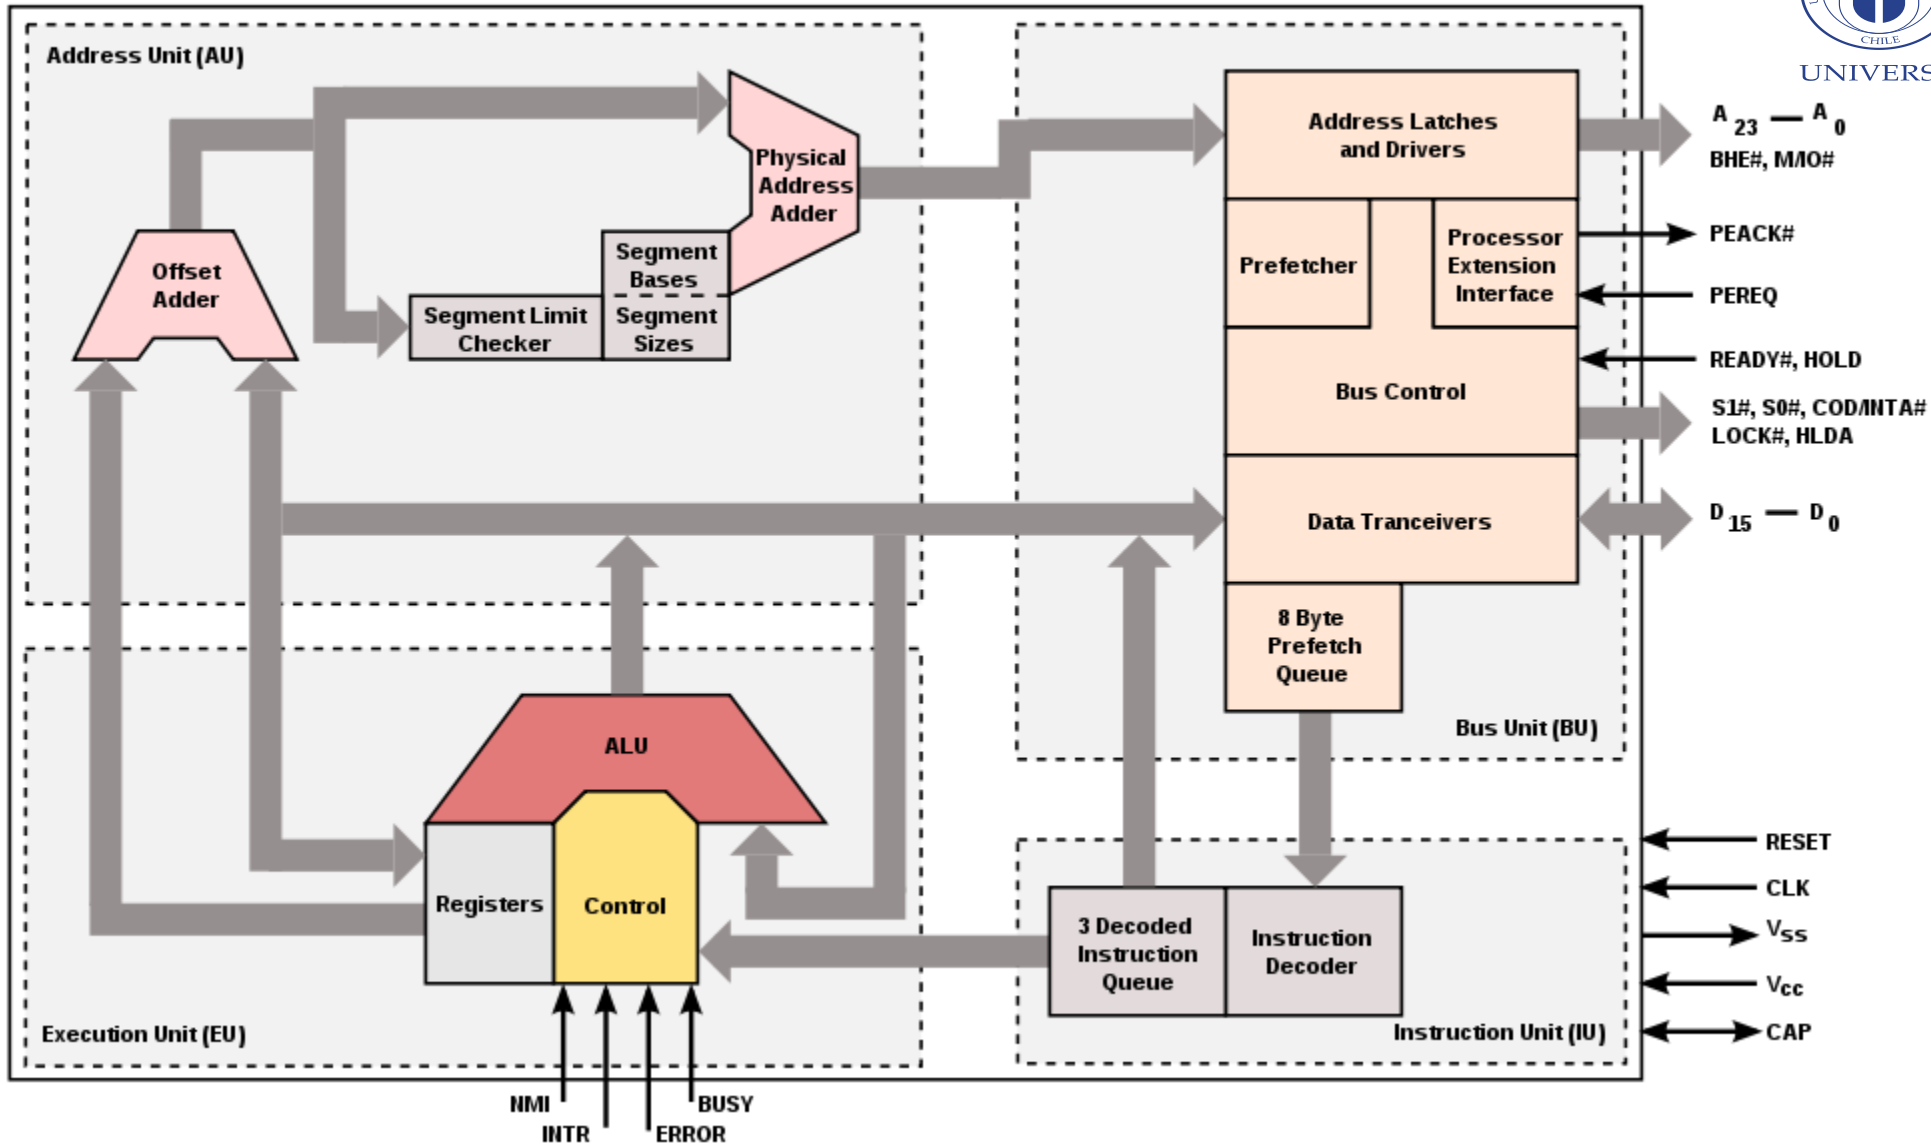 Address Unit (AU)
Physical
Address
Adder
Offset
Adder
Segment
Bases
Segment Limit
Checker
Segment
Sizes
Address Latches
and Drivers
Prefetcher
Processor
Extension
Interface
Bus Control
Data Tranceivers
8 Byte
Prefetch
Queue
Bus Unit (BU)
CHILE
UNIVERS
A 23 — A 0
BHE#, M/IO#
PEACK#
PEREQ
READY#, HOLD
S1#, S0#, COD/INTA#
LOCK#, HLDA
D 15 — D 0
ALU
Registers
Control
Execution Unit (EU)
3 Decoded
Instruction
Queue
Instruction
Decoder
Instruction Unit (IU)
RESET
CLK
Vss
Vcc
CAP
NMI
INTR
BUSY
ERROR